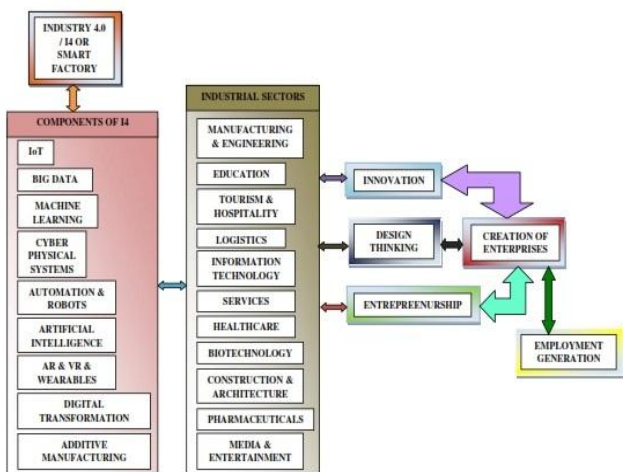 INDUSTRY 4.0
/ I4 OR
SMART
FACTORY
COMPONENTS OF I4
IoT
BIG DATA
MACHINE
LEARNING
CYBER
PHYSICAL
SYSTEMS
AUTOMATION &
ROBOTS
ARTIFICIAL
INTELLIGENCE
AR & VR &
WEARABLES
DIGITAL
TRANSFORMATION
ADDITIVE
MANUFACTURING
INDUSTRIAL SECTORS
MANUFACTURING
& ENGINEERING
EDUCATION
TOURISM &
HOSPITALITY
LOGISTICS
INFORMATION
TECHNOLOGY
SERVICES
HEALTHCARE
BIOTECHNOLOGY
CONSTRUCTION &
ARCHITECTURE
PHARMACEUTICALS
MEDIA &
ENTERTAINMENT
INNOVATION
DESIGN
THINKING
ENTREPREENURSHIP
CREATION OF
ENTERPRISES
EMPLOYMENT
GENERATION